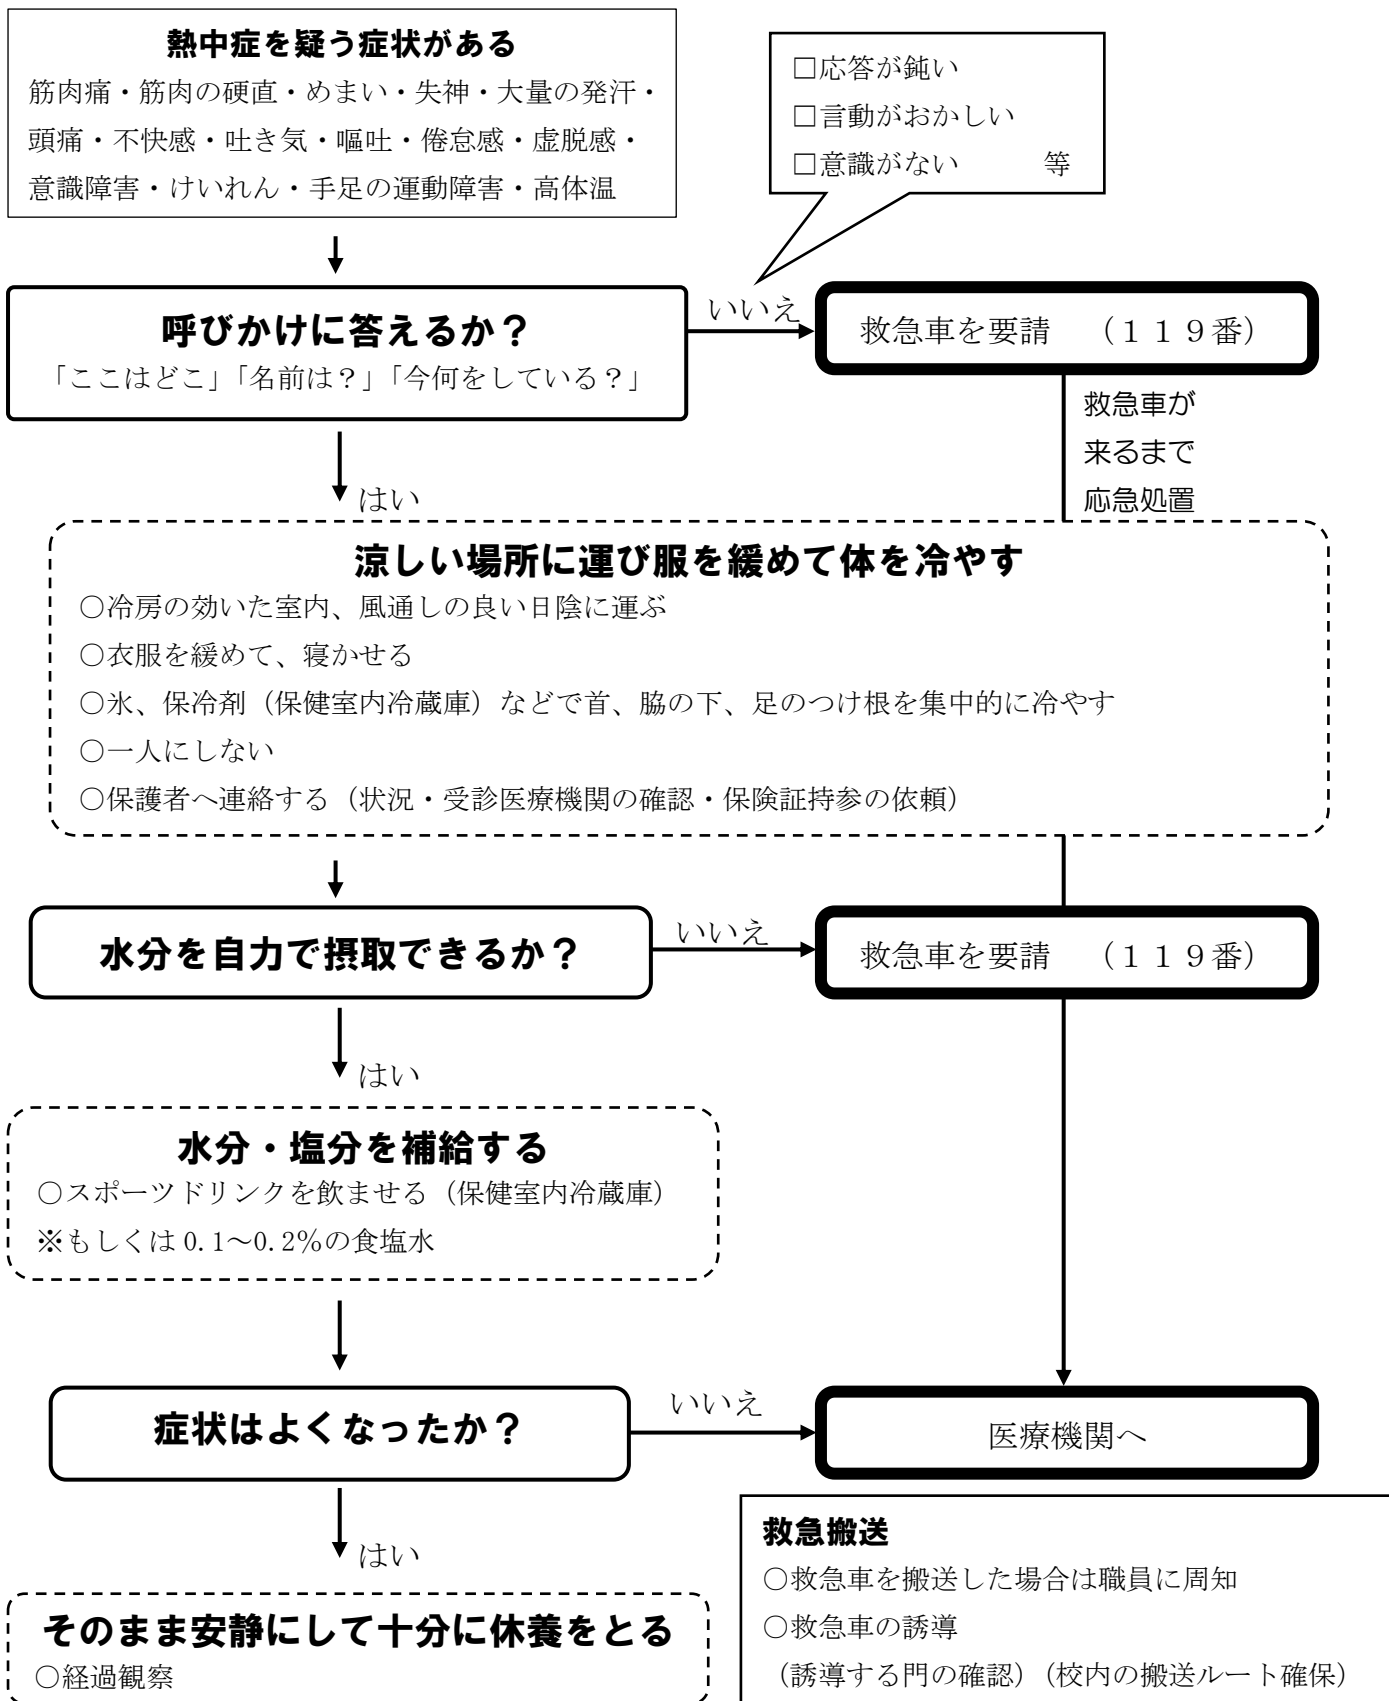 熱中症を疑う症状がある
筋肉痛・筋肉の硬直・めまい・失神・大量の発汗・
頭痛・不快感・吐き気・嘔吐・倦怠感・虚脱感・
意識障害・けいれん・手足の運動障害・高体温
□応答が鈍い
□言動がおかしい
□意識がない　　等
呼びかけに答えるか？
「ここはどこ」「名前は？」「今何をしている？」
いいえ
救急車を要請　（１１９番）
救急車が
来るまで
応急処置
はい
涼しい場所に運び服を緩めて体を冷やす
○冷房の効いた室内、風通しの良い日陰に運ぶ
○衣服を緩めて、寝かせる
○氷、保冷剤（保健室内冷蔵庫）などで首、脇の下、足のつけ根を集中的に冷やす
○一人にしない
○保護者へ連絡する（状況・受診医療機関の確認・保険証持参の依頼）
水分を自力で摂取できるか？
いいえ
救急車を要請　（１１９番）
はい
水分・塩分を補給する
○スポーツドリンクを飲ませる（保健室内冷蔵庫）
※もしくは 0.1～0.2％の食塩水
症状はよくなったか？
いいえ
医療機関へ
はい
そのまま安静にして十分に休養をとる
○経過観察
救急搬送
○救急車を搬送した場合は職員に周知
○救急車の誘導
（誘導する門の確認）（校内の搬送ルート確保）